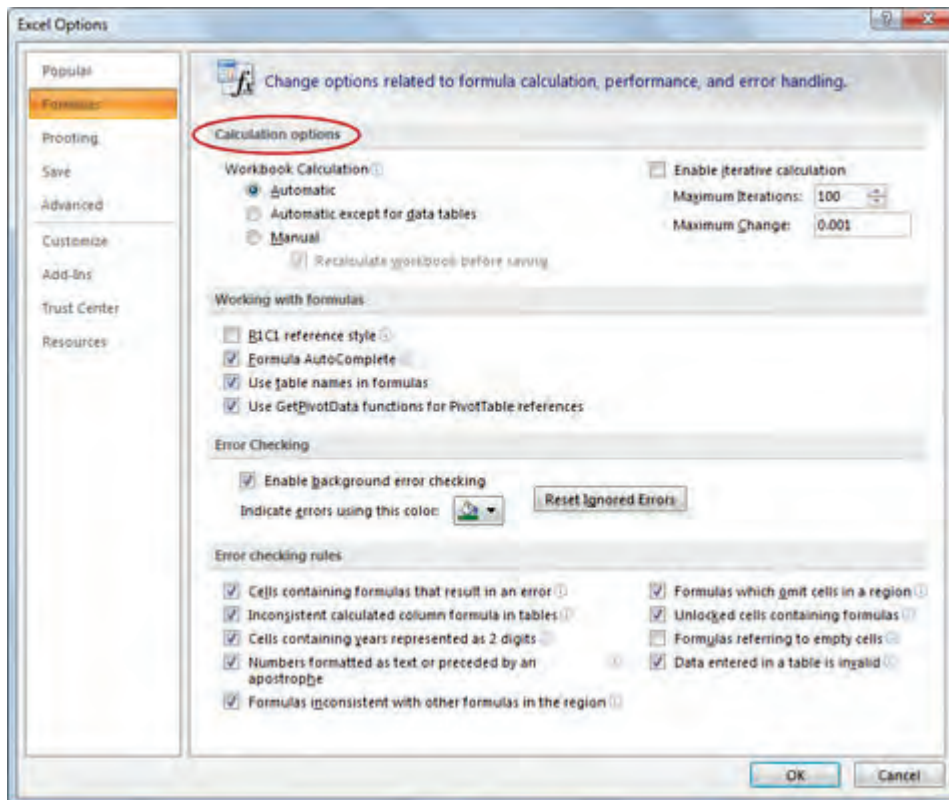 Excel Options
Popular
Formulas
Proofing
Save
Advanced
Customize
Add-Ins
Trust Center
Resources
Change options related to formula calculation, performance, and error handling.
Calculation options
Workbook Calculation
Automatic
Automatic except for data tables
Manual
Recalculate workbook before saving
Enable iterative calculation
Maximum Iterations: 100
Maximum Change: 0.001
Working with formulas
R1C1 reference style
Formula AutoComplete
Use table names in formulas
Use GetPivotData functions for PivotTable references
Error Checking
Enable background error checking
Indicate errors using this color:
Reset Ignored Errors
Error checking rules
Cells containing formulas that result in an error
Inconsistent calculated column formula in tables
Cells containing years represented as 2 digits
Numbers formatted as text or preceded by an
apostrophe
Formulas inconsistent with other formulas in the region
Formulas which omit cells in a region
Unlocked cells containing formulas
Formulas referring to empty cells
Data entered in a table is invalid
OK
Cancel